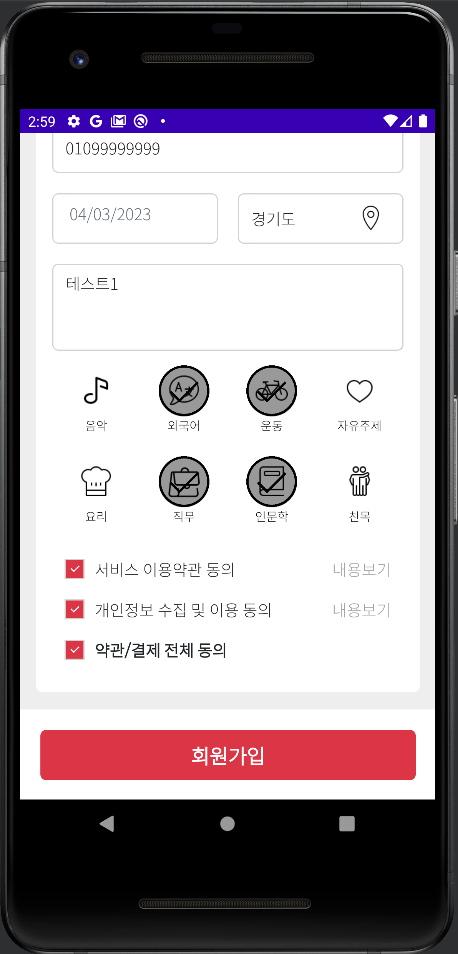 2:59
01099999999
04/03/2023
경기도
테스트1
음악 외국어 운동 자유주제
요리 직무 인문학 친목
서비스 이용약관 동의 내용보기
개인정보 수집 및 이용 동의 내용보기
약관/결제 전체 동의
회원가입